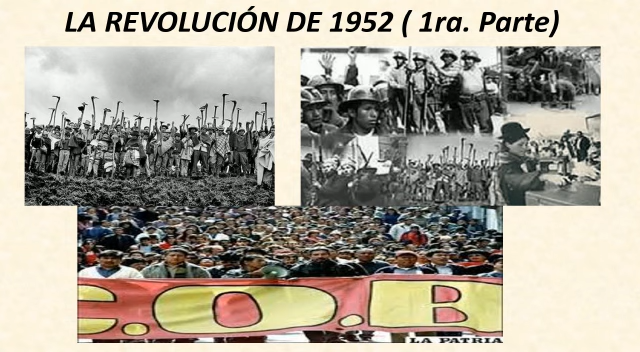 LA REVOLUCIÓN DE 1952 ( 1ra. Parte)
C.O.B
LA PATRIA